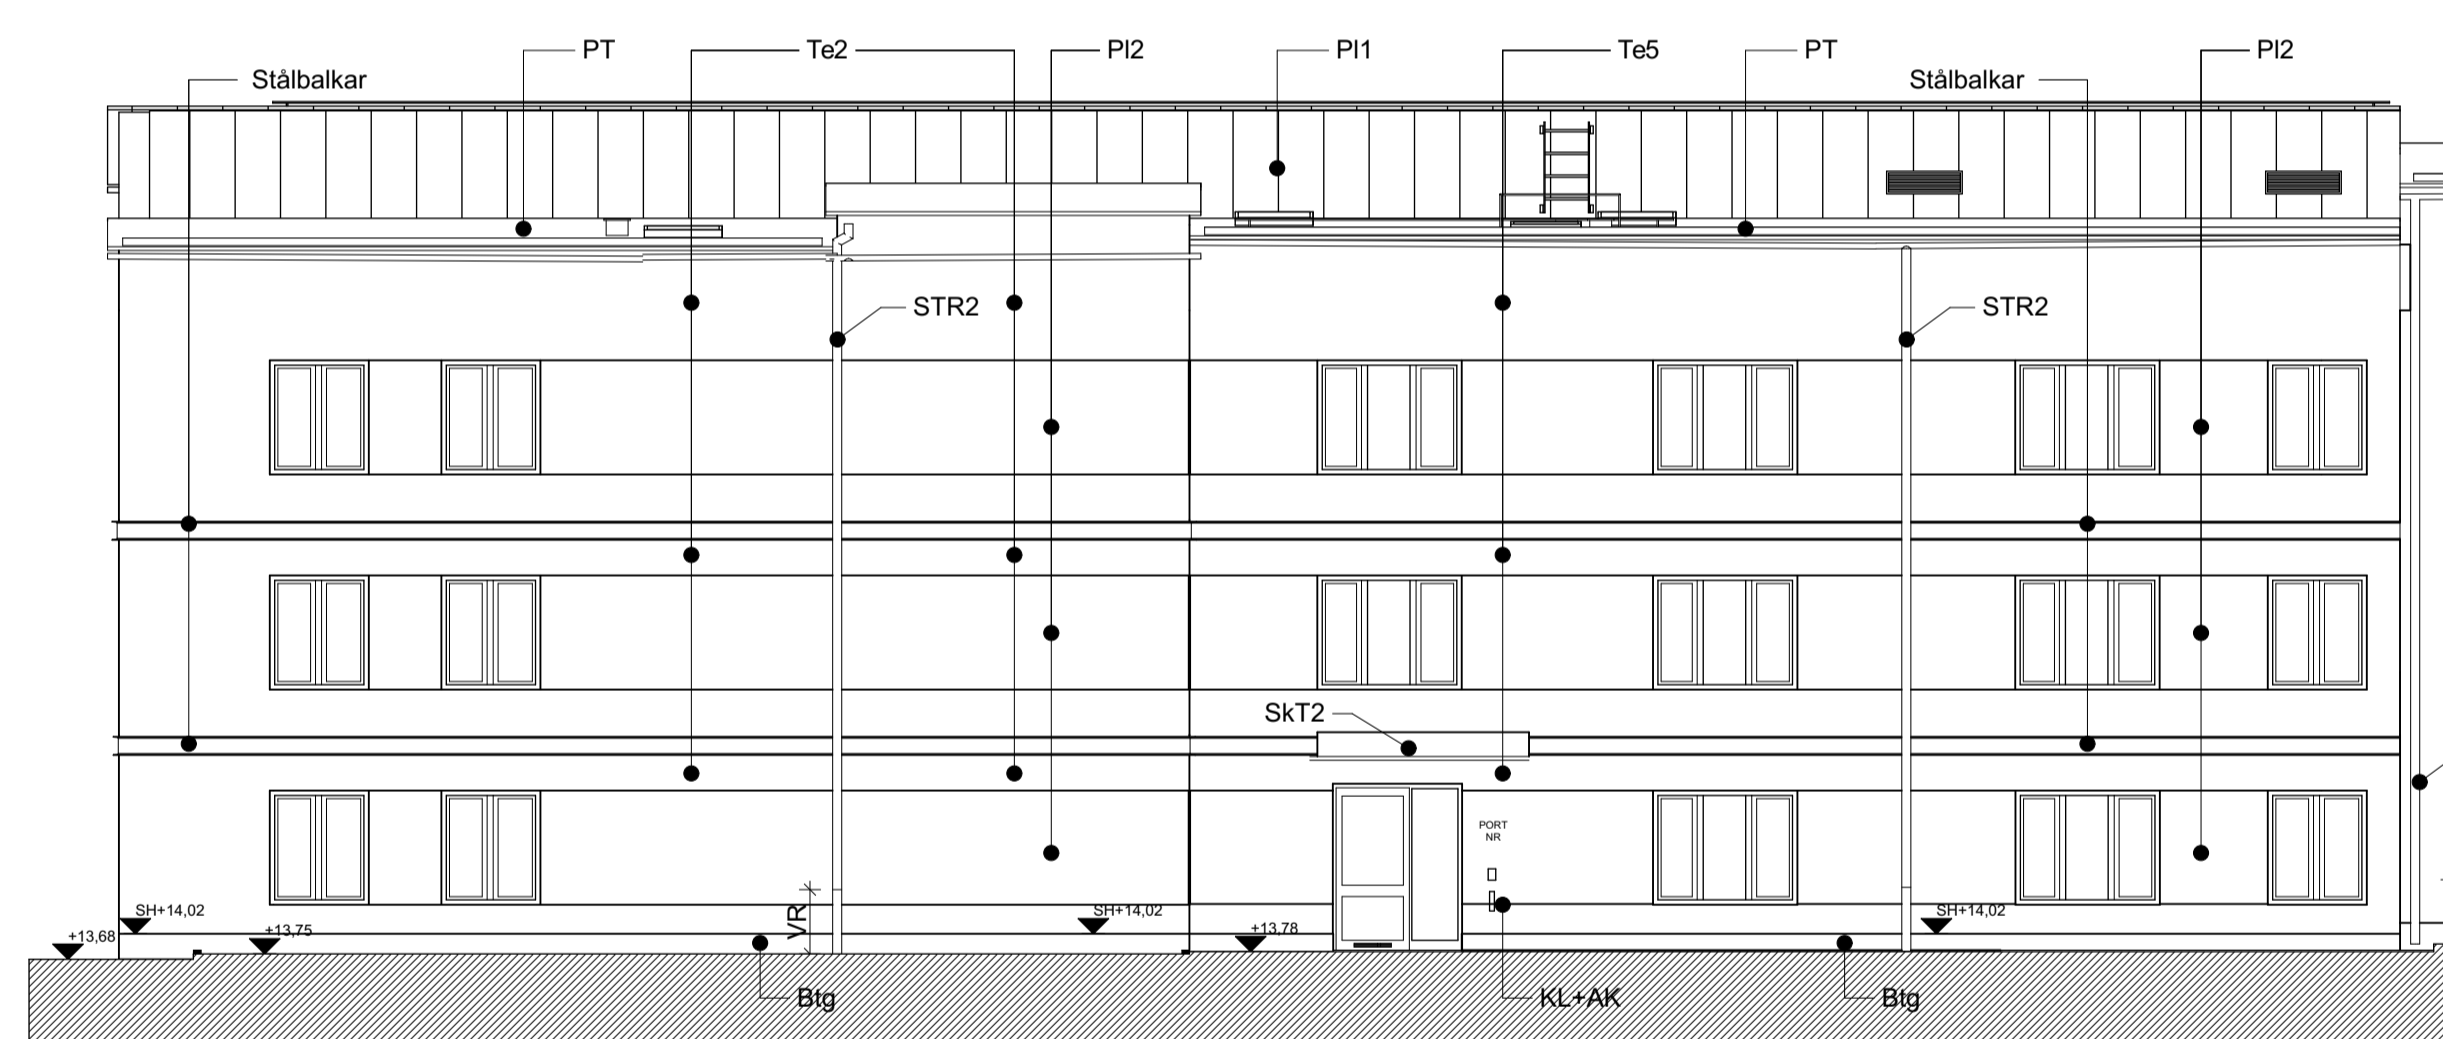 PT
Te2
Pl2
Pl1
Te5
PT
Pl2
Stålbalkar
Stålbalkar
STR2
STR2
SkT2
PORT
NR
SH+14,02
VR
SH+14,02
SH+14,02
+13,68
+13,75
+13,78
Btg
KL+AK
Btg